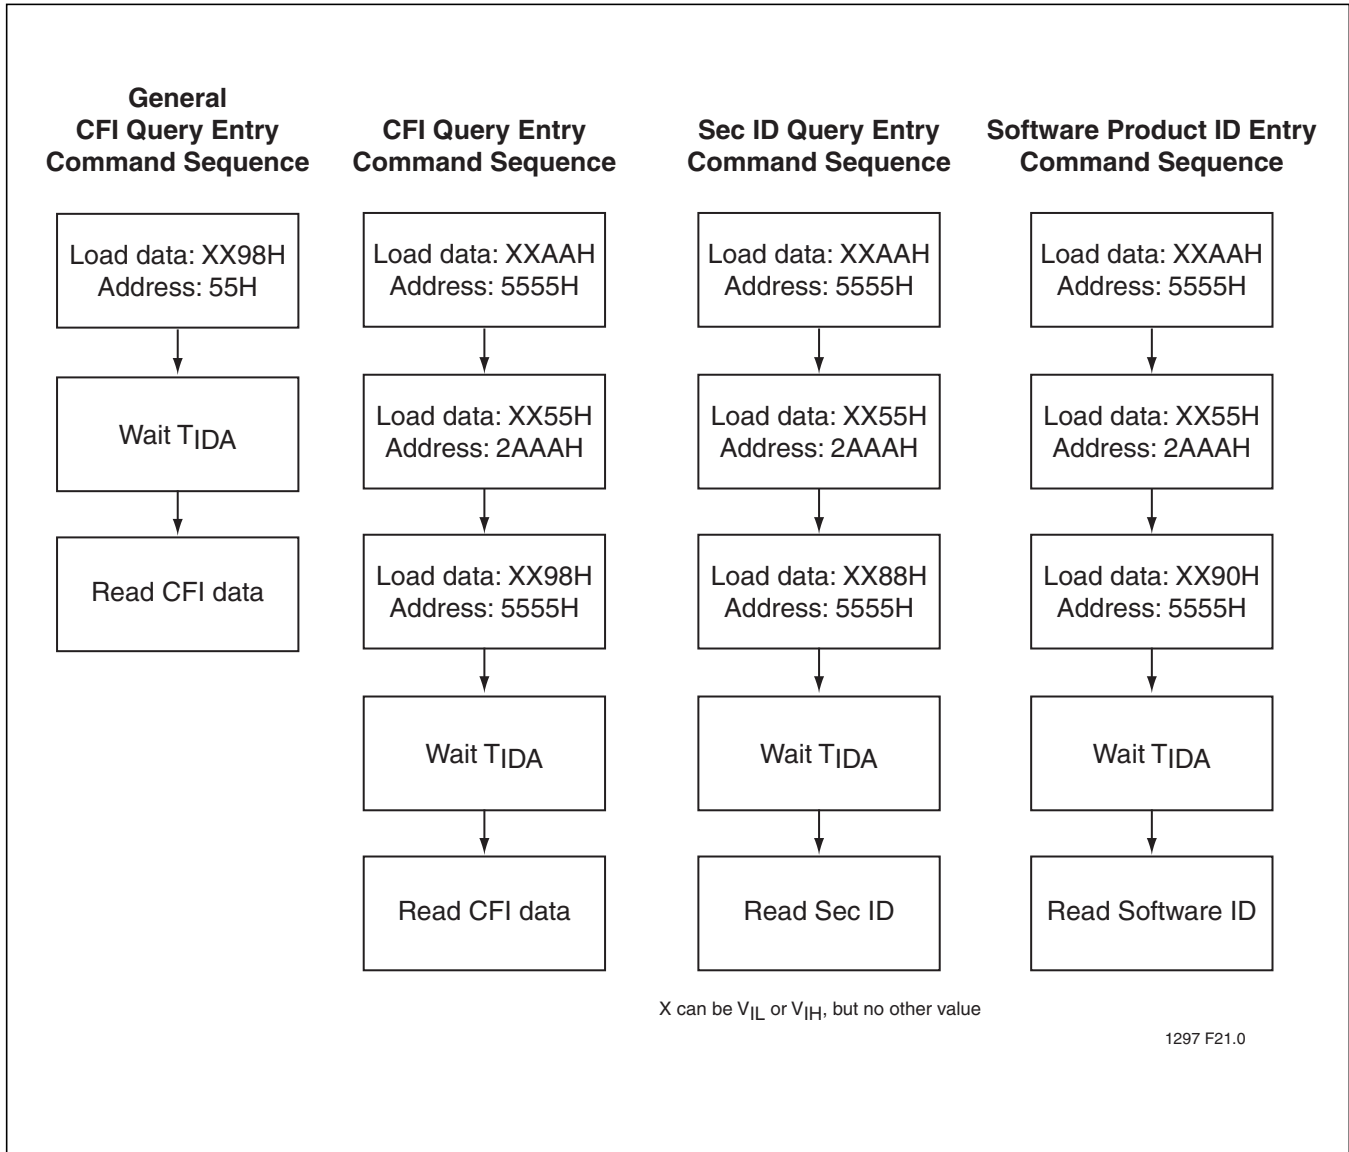 General
CFI Query Entry
Command Sequence
Load data: XX98H
Address: 55H
Wait TIDA
Read CFI data
CFI Query Entry
Command Sequence
Load data: XXAAH
Address: 5555H
Load data: XX55H
Address: 2AAAH
Load data: XX98H
Address: 5555H
Wait TIDA
Read CFI data
Sec ID Query Entry
Command Sequence
Load data: XXAAH
Address: 5555H
Load data: XX55H
Address: 2AAAH
Load data: XX88H
Address: 5555H
Wait TIDA
Read Sec ID
Software Product ID Entry
Command Sequence
Load data: XXAAH
Address: 5555H
Load data: XX55H
Address: 2AAAH
Load data: XX90H
Address: 5555H
Wait TIDA
Read Software ID
X can be VIL or VIH, but no other value
1297 F21.0